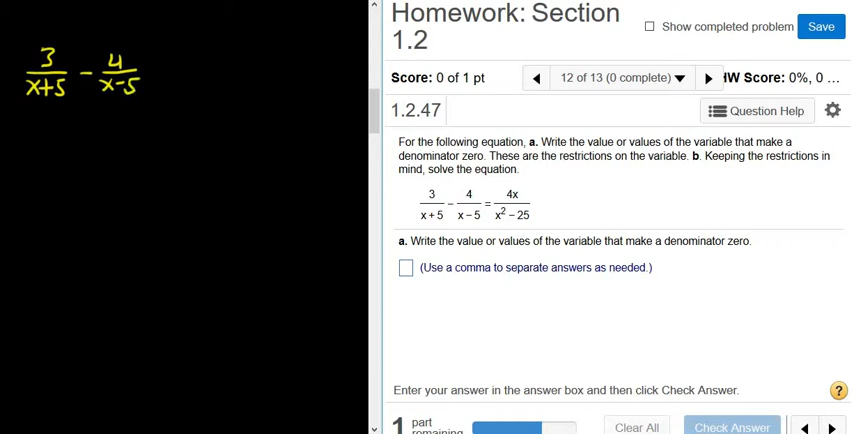 3/(x+5) - 4/(x-5)
Homework: Section 1.2
Show completed problem
Save
Score: 0 of 1 pt
12 of 13 (0 complete)
HW Score: 0%, 0 ...
1.2.47
Question Help
For the following equation, a. Write the value or values of the variable that make a
denominator zero. These are the restrictions on the variable. b. Keeping the restrictions in
mind, solve the equation.
3/(x + 5) - 4/(x - 5) = 4x/(x² - 25)
a. Write the value or values of the variable that make a denominator zero.
(Use a comma to separate answers as needed.)
Enter your answer in the answer box and then click Check Answer.
?
1 part
remaining
Clear All
Check Answer